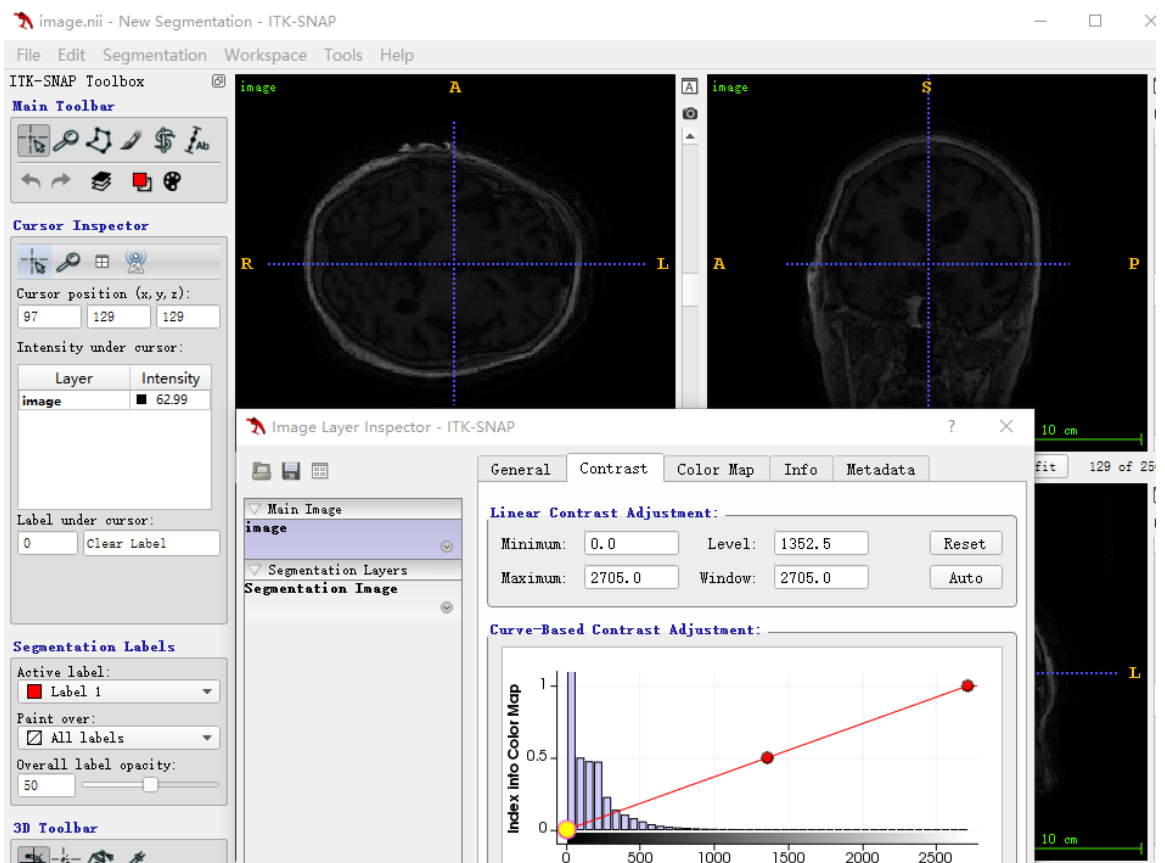 image.nii - New Segmentation - ITK-SNAP
File Edit Segmentation Workspace Tools Help
ITK-SNAP Toolbox
Main Toolbar
Ab
Cursor Inspector
Cursor position (x,y,z):
97 129 129
Intensity under cursor:
Layer Intensity
image 62.99
Label under cursor:
0 Clear Label
Segmentation Labels
Active label:
Label 1
Paint over:
All labels
Overall label opacity:
50
3D Toolbar
image
A
R
L
A
image
S
A
P
10 cm
fit 129 of 25
L
10 cm
Image Layer Inspector - ITK-SNAP
?
General Contrast Color Map Info Metadata
Main Image
image
Segmentation Layers
Segmentation Image
Linear Contrast Adjustment:
Minimum: 0.0 Level: 1352.5 Reset
Maximum: 2705.0 Window: 2705.0 Auto
Curve-Based Contrast Adjustment:
Index into Color Map
1
0.5
0
0 500 1000 1500 2000 2500